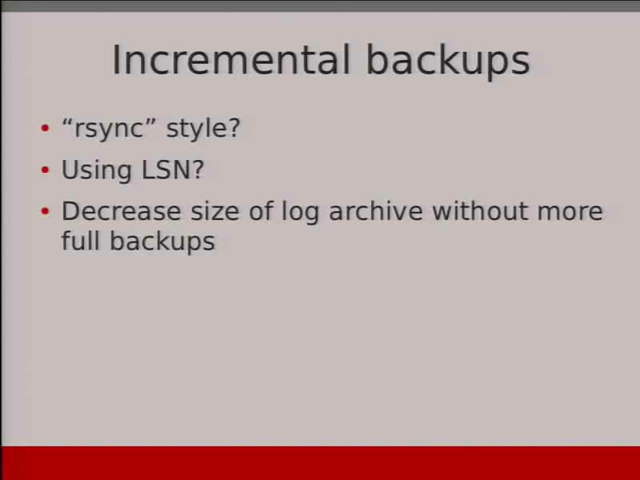 Incremental backups
• “rsync” style?
• Using LSN?
• Decrease size of log archive without more
full backups